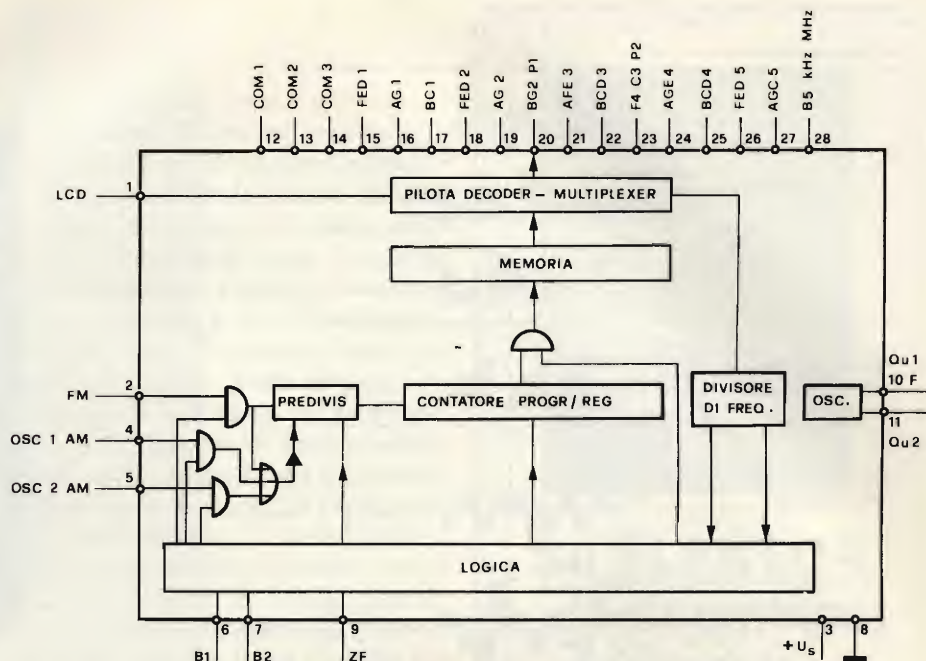 COM 1
COM 2
COM 3
FED 1
AG 1
BC 1
FED 2
AG 2
BG2 P1
AFE 3
BCD 3
F4 C3 P2
AGE 4
BCD 4
FED 5
AGC 5
B5 kHz MHz
12 13 14 15 16 17 18 19 20 21 22 23 24 25 26 27 28
LCD 1
PILOTA DECODER – MULTIPLEXER
MEMORIA
FM 2
PREDIVIS
CONTATORE PROGR / REG
DIVISORE
DI FREQ.
OSC.
Qu1
10 F
11
Qu2
OSC 1 AM 4
OSC 2 AM 5
LOGICA
6 7 9 3 8
B1 B2 ZF +Us